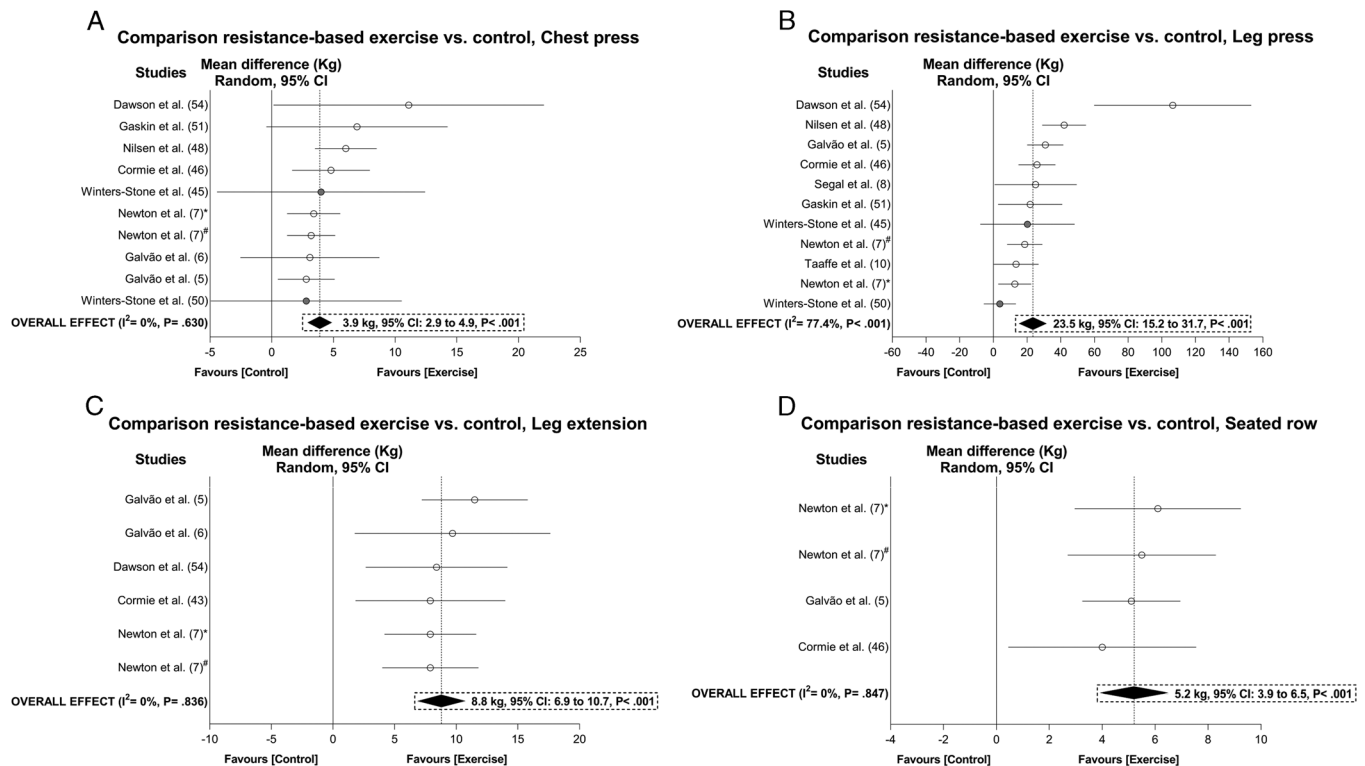 A
Comparison resistance-based exercise vs. control, Chest press
Studies
Mean difference (Kg)
Random, 95% CI
Dawson et al. (54)
Gaskin et al. (51)
Nilsen et al. (48)
Cormie et al. (46)
Winters-Stone et al. (45)
Newton et al. (7)*
Newton et al. (7)#
Galvão et al. (6)
Galvão et al. (5)
Winters-Stone et al. (50)
OVERALL EFFECT (I2= 0%, P= .630)
3.9 kg, 95% CI: 2.9 to 4.9, P< .001
-5 0 5 10 15 20 25
Favours [Control] Favours [Exercise]
B
Comparison resistance-based exercise vs. control, Leg press
Studies
Mean difference (Kg)
Random, 95% CI
Dawson et al. (54)
Nilsen et al. (48)
Galvão et al. (5)
Cormie et al. (46)
Segal et al. (8)
Gaskin et al. (51)
Winters-Stone et al. (45)
Newton et al. (7)#
Taaffe et al. (10)
Newton et al. (7)*
Winters-Stone et al. (50)
OVERALL EFFECT (I2= 77.4%, P< .001)
23.5 kg, 95% CI: 15.2 to 31.7, P< .001
-60 -40 -20 0 20 40 60 80 100 120 140 160
Favours [Control] Favours [Exercise]
C
Comparison resistance-based exercise vs. control, Leg extension
Studies
Mean difference (Kg)
Random, 95% CI
Galvão et al. (5)
Galvão et al. (6)
Dawson et al. (54)
Cormie et al. (43)
Newton et al. (7)*
Newton et al. (7)#
OVERALL EFFECT (I2= 0%, P= .836)
8.8 kg, 95% CI: 6.9 to 10.7, P< .001
-10 -5 0 5 10 15 20
Favours [Control] Favours [Exercise]
D
Comparison resistance-based exercise vs. control, Seated row
Studies
Mean difference (Kg)
Random, 95% CI
Newton et al. (7)*
Newton et al. (7)#
Galvão et al. (5)
Cormie et al. (46)
OVERALL EFFECT (I2= 0%, P= .847)
5.2 kg, 95% CI: 3.9 to 6.5, P< .001
-4 -2 0 2 4 6 8 10
Favours [Control] Favours [Exercise]